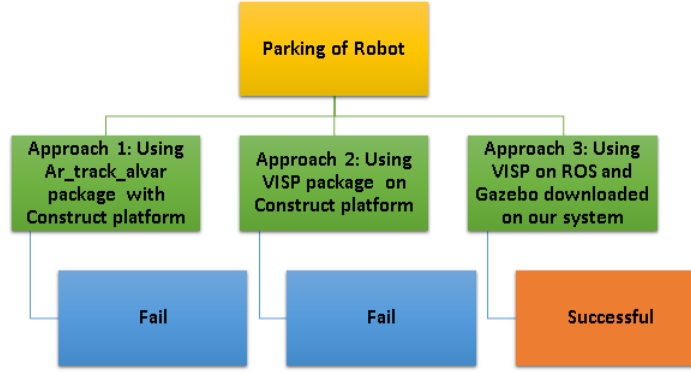 Parking of Robot
Approach 1: Using
Ar_track_alvar
package with
Construct platform
Approach 2: Using
VISP package on
Construct platform
Approach 3: Using
VISP on ROS and
Gazebo downloaded
on our system
Fail
Fail
Successful